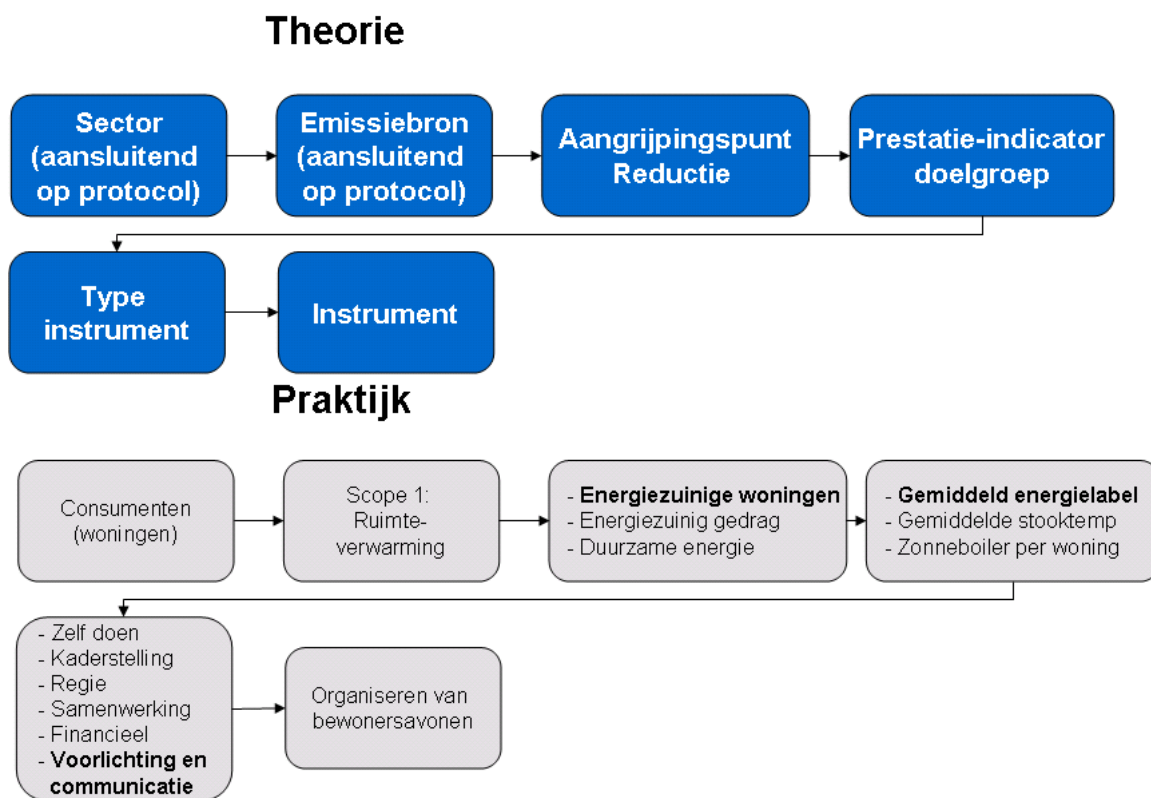 Theorie
Sector
(aansluitend
op protocol)
Emissiebron
(aansluitend
op protocol)
Aangrijpingspunt
Reductie
Prestatie-indicator
doelgroep
Type
instrument
Instrument
Praktijk
Consumenten
(woningen)
Scope 1:
Ruimte-
verwarming
- Energiezuinige woningen
- Energiezuinig gedrag
- Duurzame energie
- Gemiddeld energielabel
- Gemiddelde stooktemp
- Zonneboiler per woning
- Zelf doen
- Kaderstelling
- Regie
- Samenwerking
- Financieel
- Voorlichting en
communicatie
Organiseren van
bewonersavonen